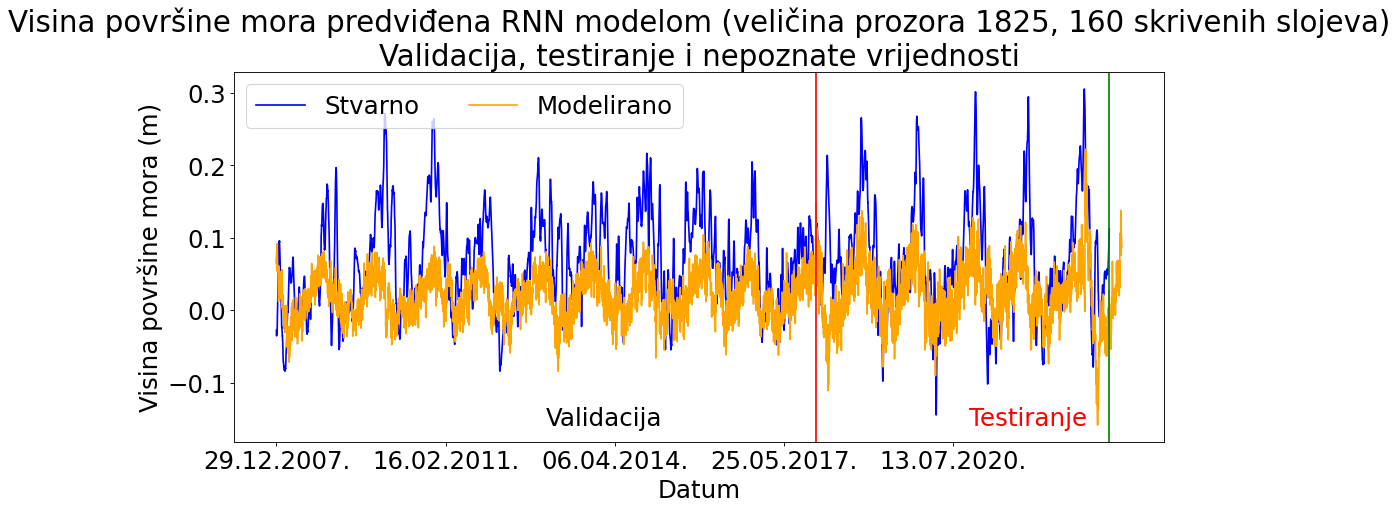 Visina površine mora predviđena RNN modelom (veličina prozora 1825, 160 skrivenih slojeva)
Validacija, testiranje i nepoznate vrijednosti
Stvarno Modelirano
Visina površine mora (m)
0.3
0.2
0.1
0.0
−0.1
Validacija
Testiranje
29.12.2007. 16.02.2011. 06.04.2014. 25.05.2017. 13.07.2020.
Datum